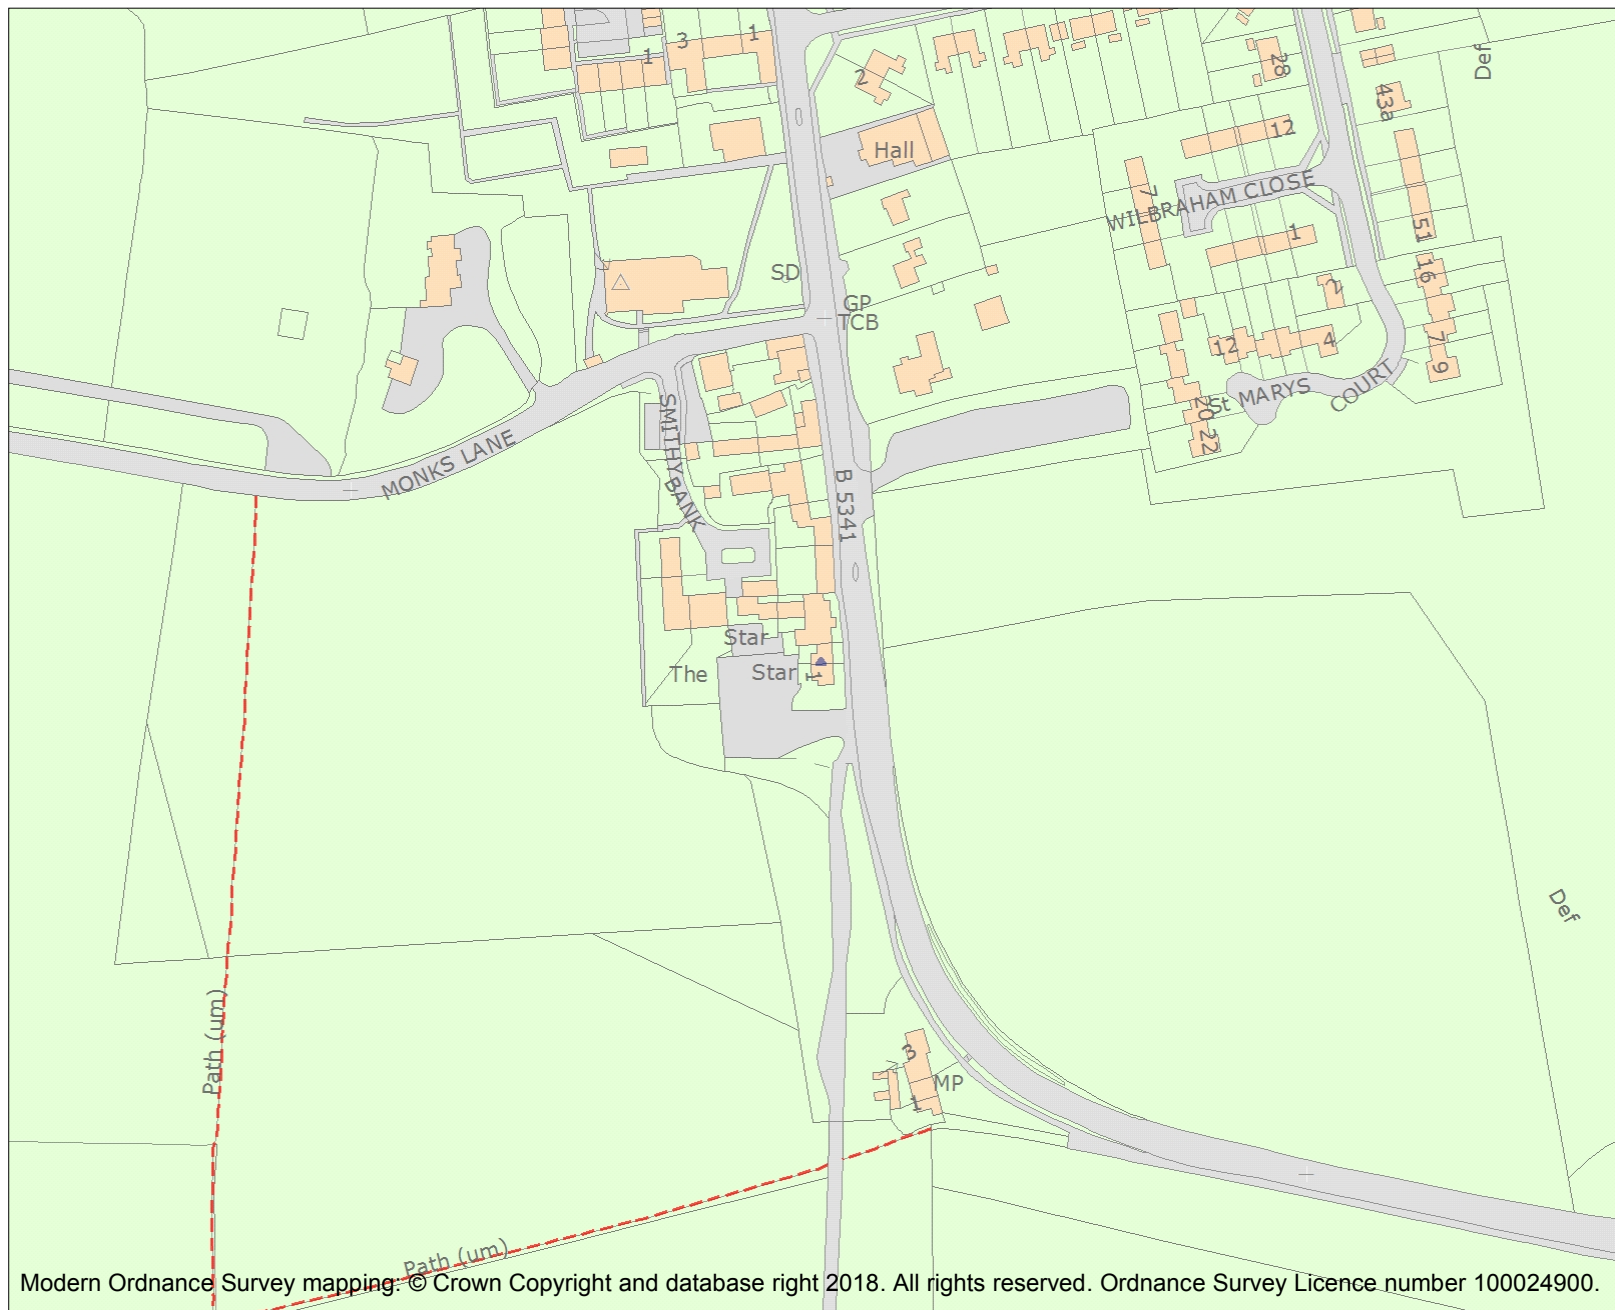 1
3
1
2
28
Def
43a
12
Hall
7
WILBRAHAM CLOSE
51
1
16
SD
2
GP
TCB
12
4
7
9
St MARYS
COURT
20
22
MONKS LANE
SMITHY BANK
B 5341
Star
The
Star
1
Def
Path (um)
3
MP
1
Path (um)
Modern Ordnance Survey mapping: © Crown Copyright and database right 2018. All rights reserved. Ordnance Survey Licence number 100024900.